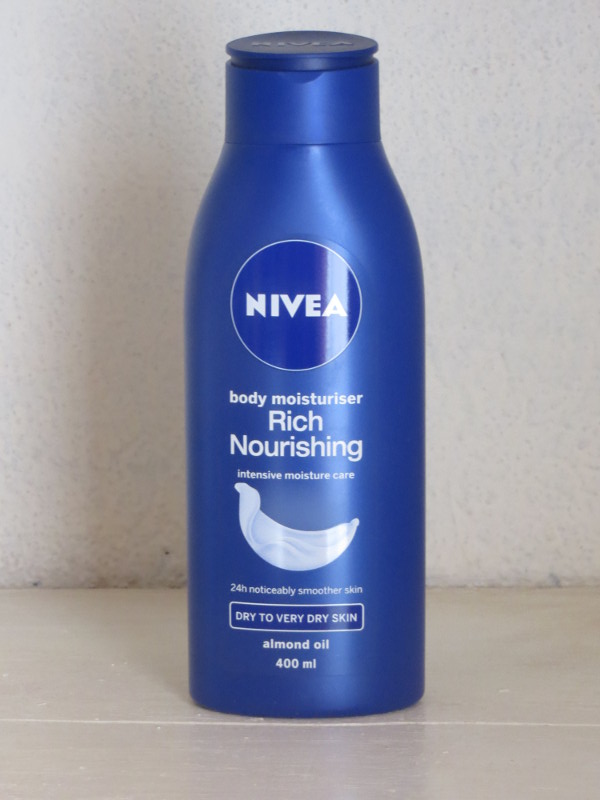 NIVEA
NIVEA
body moisturiser
Rich
Nourishing
intensive moisture care
24h noticeably smoother skin
DRY TO VERY DRY SKIN
almond oil
400 ml